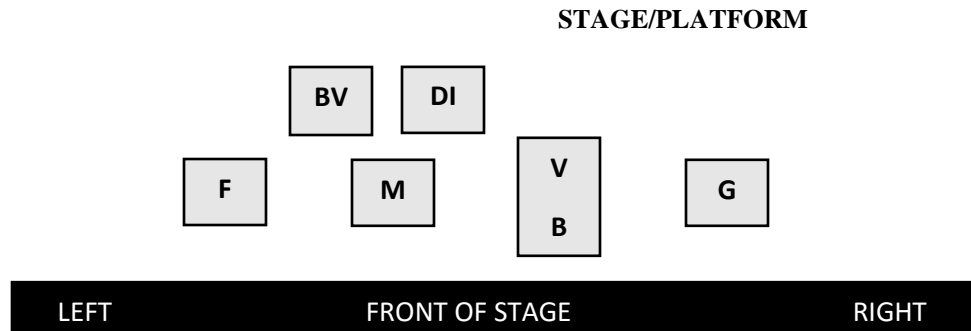 STAGE/PLATFORM
BV DI
F M V G
B
LEFT FRONT OF STAGE RIGHT